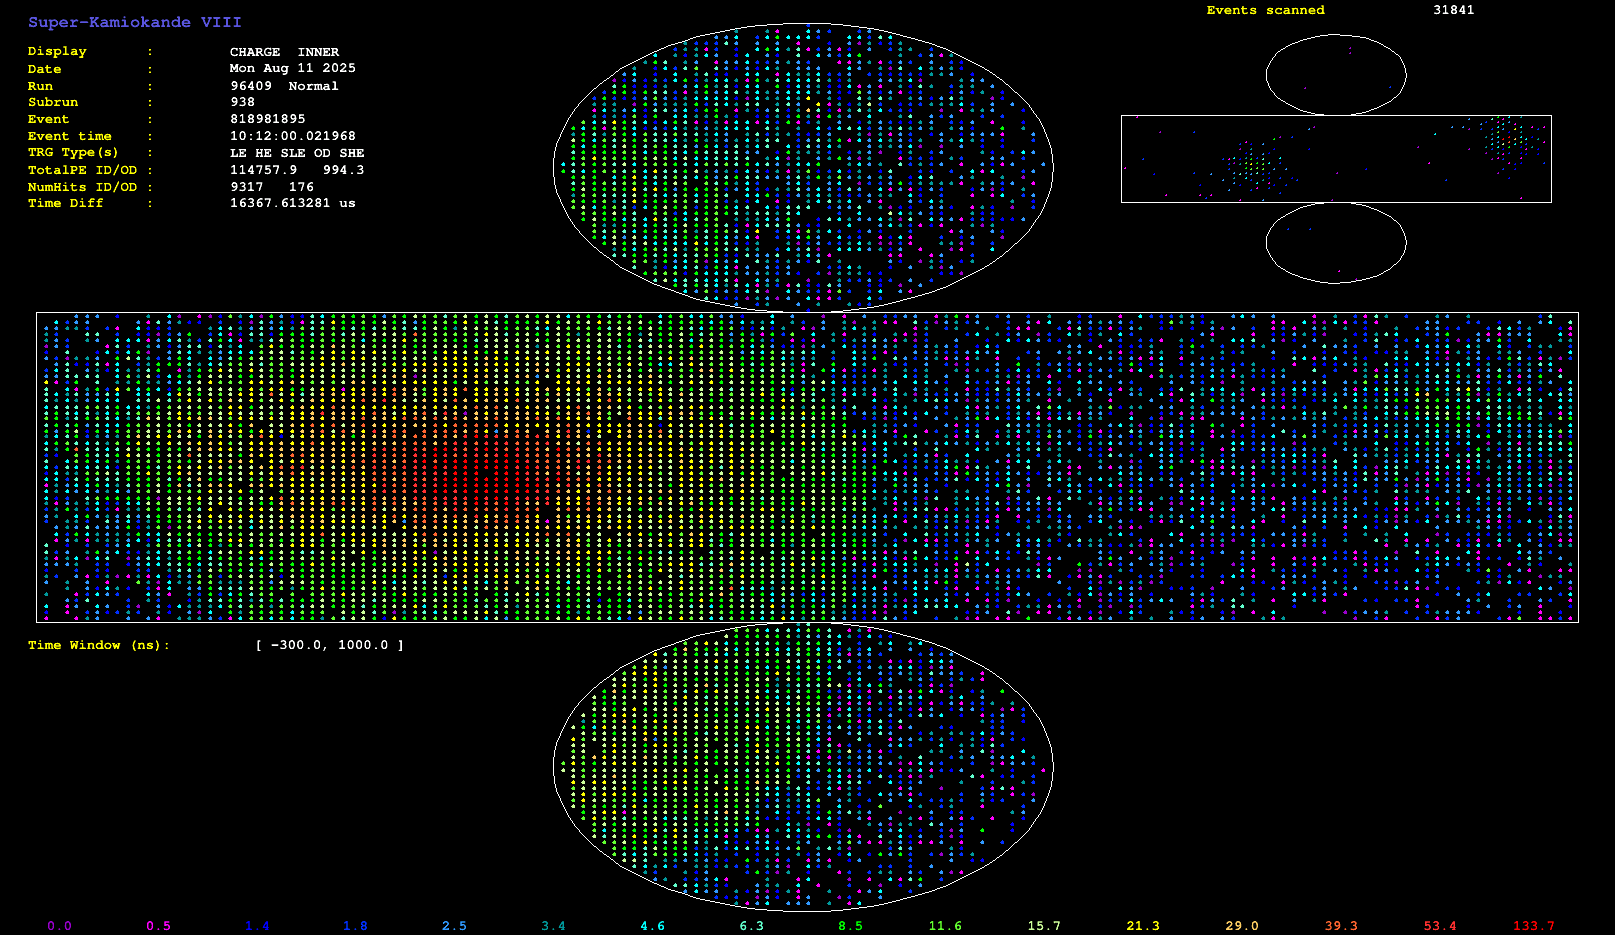 Super-Kamiokande VIII
Events scanned 31841
Display : CHARGE INNER
Date : Mon Aug 11 2025
Run : 96409 Normal
Subrun : 938
Event : 818981895
Event time : 10:12:00.021968
TRG Type(s) : LE HE SLE OD SHE
TotalPE ID/OD : 114757.9 994.3
NumHits ID/OD : 9317 176
Time Diff : 16367.613281 us
Time Window (ns): [ -300.0, 1000.0 ]
0.0 0.5 1.4 1.8 2.5 3.4 4.6 6.3 8.5 11.6 15.7 21.3 29.0 39.3 53.4 133.7